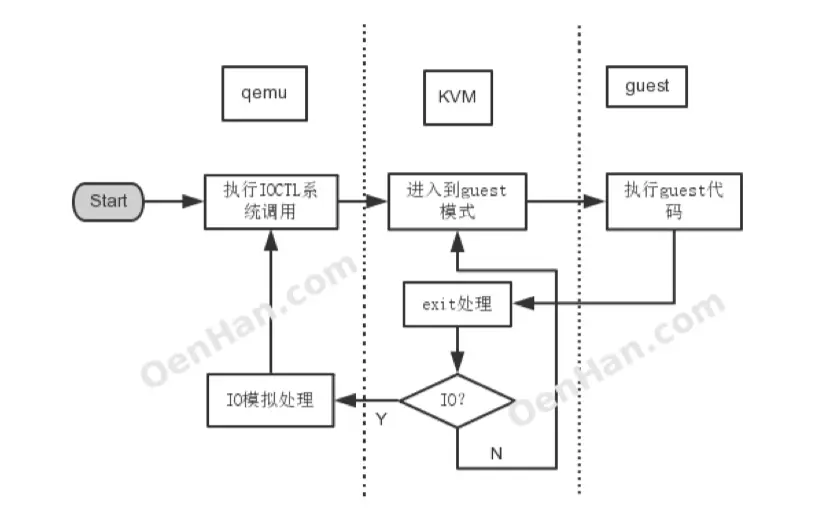 qemu
KVM
guest
Start
执行IOCTL系
统调用
进入到guest
模式
执行guest代
码
exit处理
IO模拟处理
Y
IO?
N
OenHan.com
OenHan.com